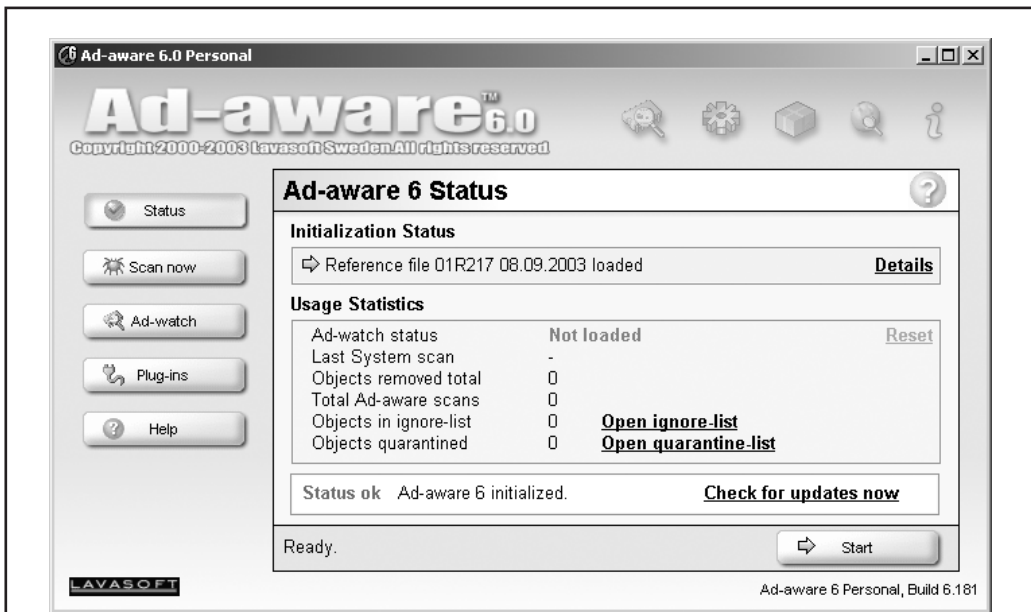 Ad-aware 6.0 Personal
Ad-aware 6.0 TM
Copyright 2000-2003 Lavasoft Sweden. All rights reserved
Status
Scan now
Ad-watch
Plug-ins
Help
Ad-aware 6 Status
Initialization Status
Reference file 01R217 08.09.2003 loaded Details
Usage Statistics
Ad-watch status Not loaded Reset
Last System scan -
Objects removed total 0
Total Ad-aware scans 0
Objects in ignore-list 0 Open ignore-list
Objects quarantined 0 Open quarantine-list
Status ok Ad-aware 6 initialized. Check for updates now
Ready. Start
LAVASOFT
Ad-aware 6 Personal, Build 6.181